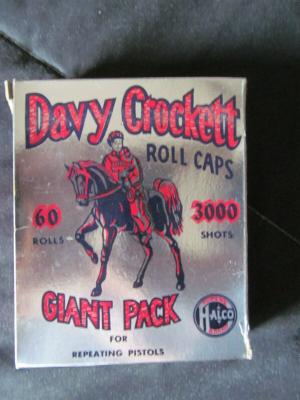 Davy Crockett
ROLL CAPS
60
ROLLS
3000
SHOTS
GIANT PACK
FOR
REPEATING PISTOLS
Halco